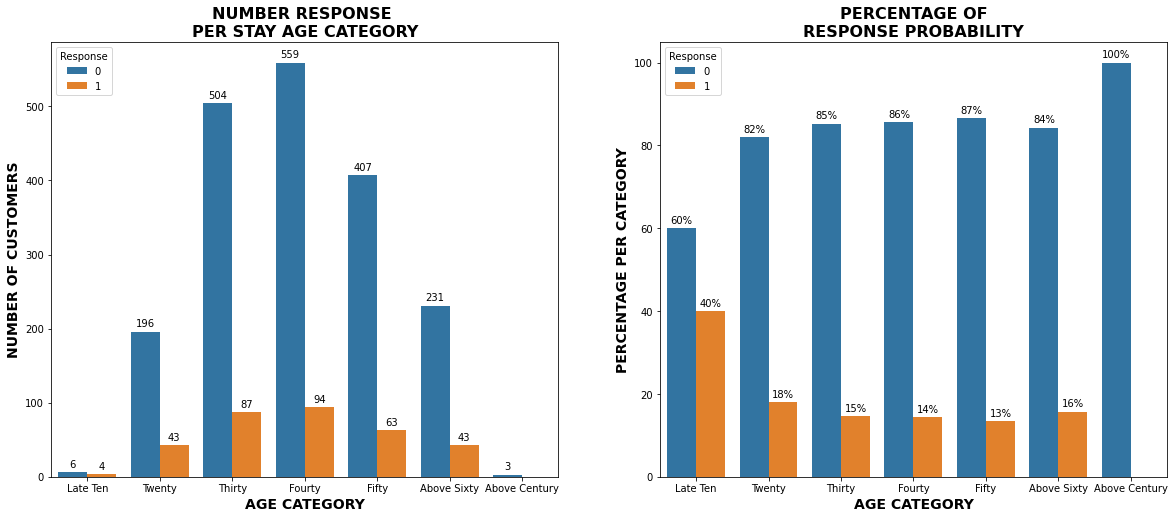 NUMBER RESPONSE
PER STAY AGE CATEGORY
NUMBER OF CUSTOMERS
Response
0
1
500
400
300
200
100
0
6
4
196
43
504
87
559
94
407
63
231
43
3
Late Ten
Twenty
Thirty
Fourty
Fifty
Above Sixty
Above Century
AGE CATEGORY
PERCENTAGE OF
RESPONSE PROBABILITY
PERCENTAGE PER CATEGORY
Response
0
1
100
80
60
40
20
0
60%
40%
82%
18%
85%
15%
86%
14%
87%
13%
84%
16%
100%
Late Ten
Twenty
Thirty
Fourty
Fifty
Above Sixty
Above Century
AGE CATEGORY